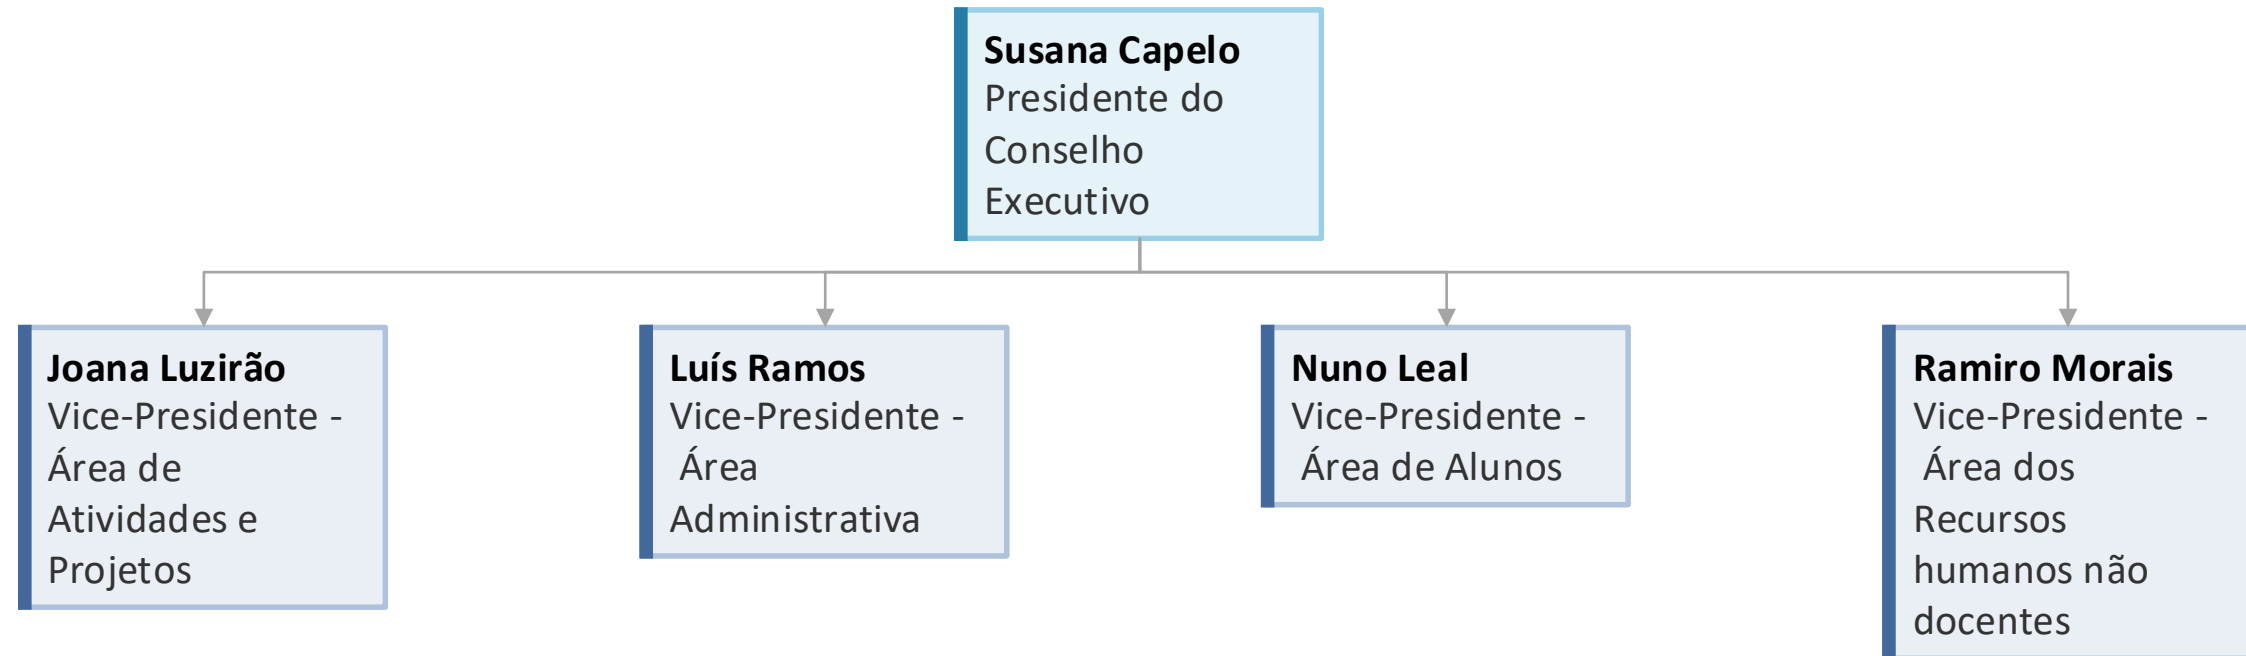 Susana Capelo
Presidente do
Conselho
Executivo
Joana Luzirão
Vice-Presidente -
Área de
Atividades e
Projetos
Luís Ramos
Vice-Presidente -
Área
Administrativa
Nuno Leal
Vice-Presidente -
Área de Alunos
Ramiro Morais
Vice-Presidente -
Área dos
Recursos
humanos não
docentes